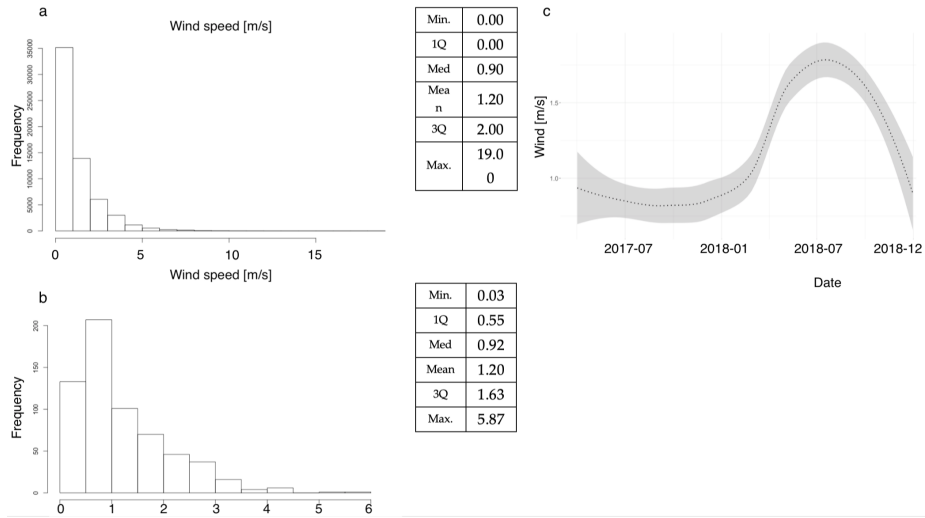 a
Wind speed [m/s]
Frequency
0 5000 10000 15000 20000 25000 30000 35000
0 5 10 15
Wind speed [m/s]
Min. 0.00
1Q 0.00
Med 0.90
Mea
n 1.20
3Q 2.00
Max. 19.0
0
c
Wind [m/s]
1.5
1.0
2017-07 2018-01 2018-07 2018-12
Date
b
Frequency
0 50 100 150 200
0 1 2 3 4 5 6
Min. 0.03
1Q 0.55
Med 0.92
Mean 1.20
3Q 1.63
Max. 5.87